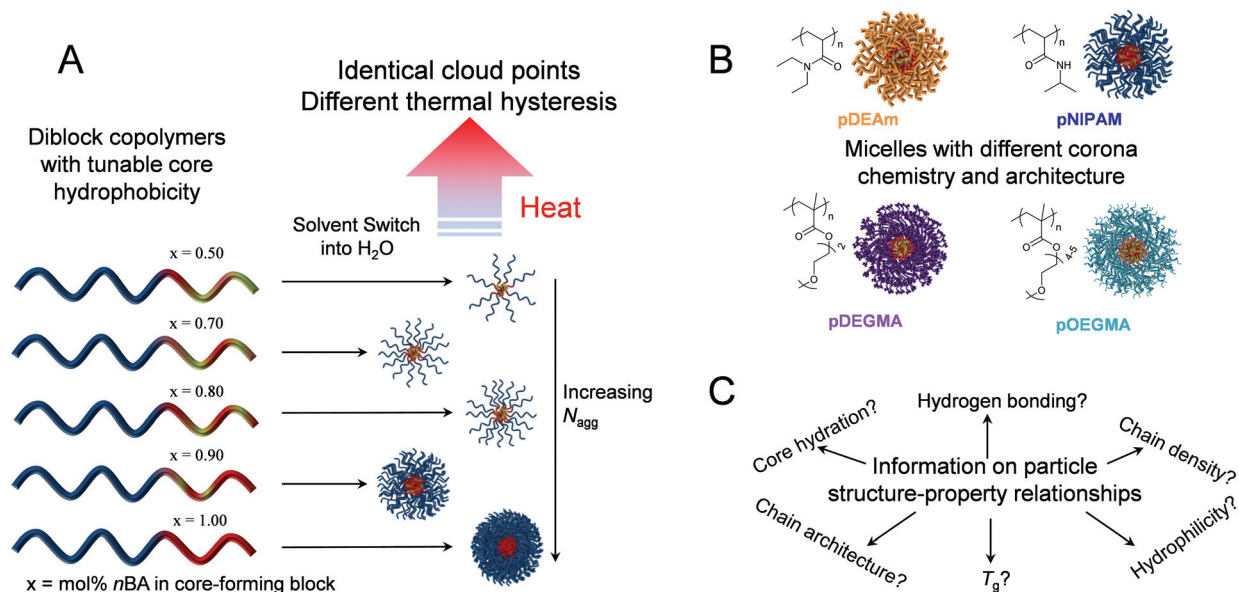 A
Identical cloud points
Different thermal hysteresis
Diblock copolymers
with tunable core
hydrophobicity
Heat
Solvent Switch
into H₂O
x = 0.50
x = 0.70
x = 0.80
x = 0.90
x = 1.00
Increasing
Nagg
x = mol% nBA in core-forming block
B
n
O
N
pDEAm
n
O
NH
pNIPAM
Micelles with different corona
chemistry and architecture
n
O
O
2
O
pDEGMA
n
O
O
4-5
O
pOEGMA
C
Hydrogen bonding?
Core hydration?
Chain density?
Information on particle
structure-property relationships
Chain architecture?
Tg?
Hydrophilicity?